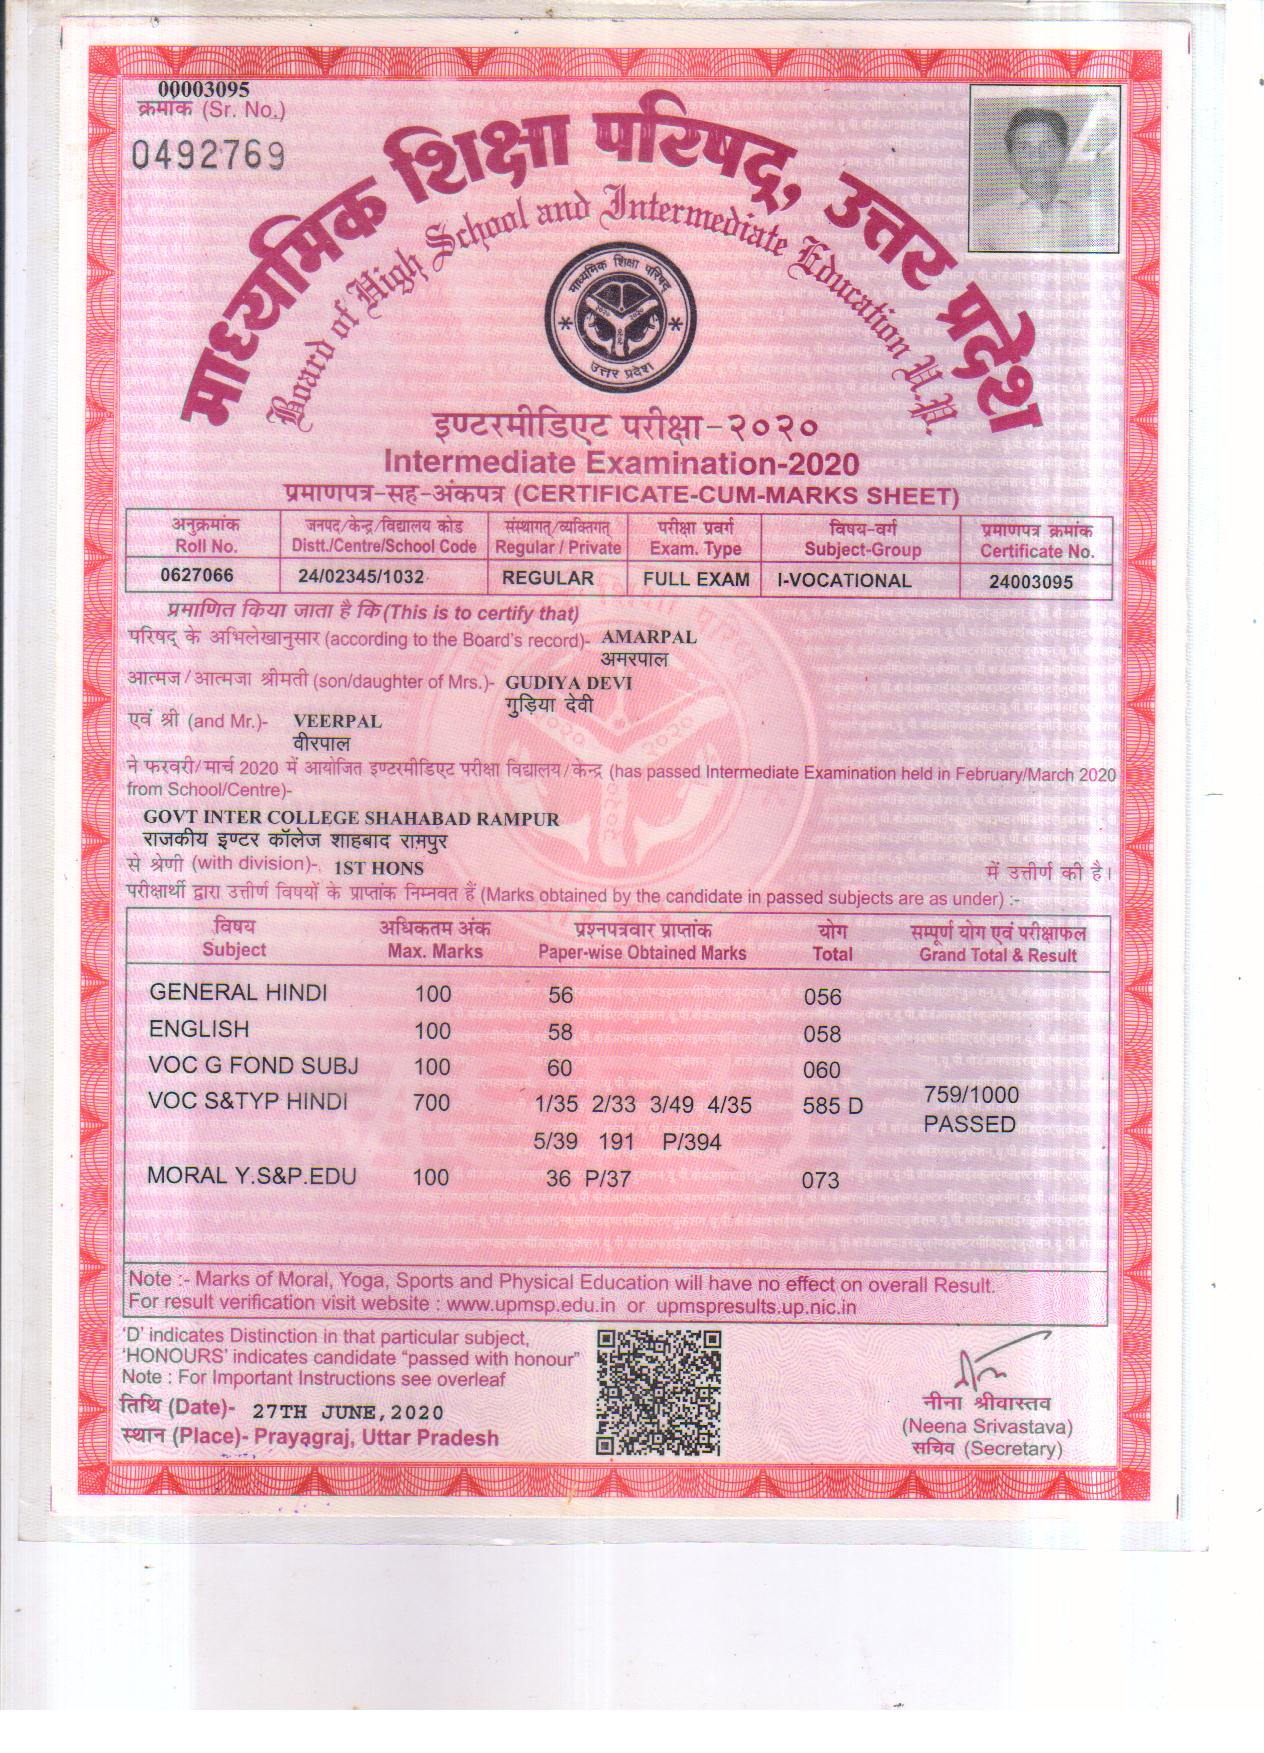 00003095
क्रमांक (Sr. No.)
0492769
माध्यमिक शिक्षा परिषद्, उत्तर प्रदेश
Board of High School and Intermediate Education U.P.
माध्यमिक शिक्षा परिषद
उत्तर प्रदेश
इण्टरमीडिएट परीक्षा-२०२०
Intermediate Examination-2020
प्रमाणपत्र-सह-अंकपत्र (CERTIFICATE-CUM-MARKS SHEET)
अनुक्रमांक जनपद/केन्द्र/विद्यालय कोड संस्थागत/व्यक्तिगत परीक्षा प्रवर्ग विषय-वर्ग प्रमाणपत्र क्रमांक
Roll No. Distt./Centre/School Code Regular / Private Exam. Type Subject-Group Certificate No.
0627066 24/02345/1032 REGULAR FULL EXAM I-VOCATIONAL 24003095
प्रमाणित किया जाता है कि (This is to certify that)
परिषद् के अभिलेखानुसार (according to the Board's record)- AMARPAL
अमरपाल
आत्मज/आत्मजा श्रीमती (son/daughter of Mrs.)- GUDIYA DEVI
गुड़िया देवी
एवं श्री (and Mr.)- VEERPAL
वीरपाल
ने फरवरी/मार्च 2020 में आयोजित इण्टरमीडिएट परीक्षा विद्यालय/केन्द्र (has passed Intermediate Examination held in February/March 2020
from School/Centre)-
GOVT INTER COLLEGE SHAHABAD RAMPUR
राजकीय इण्टर कॉलेज शाहबाद रामपुर
से श्रेणी (with division)-. 1ST HONS में उत्तीर्ण की है।
परीक्षार्थी द्वारा उत्तीर्ण विषयों के प्राप्तांक निम्नवत हैं (Marks obtained by the candidate in passed subjects are as under) :-
विषय अधिकतम अंक प्रश्नपत्रवार प्राप्तांक योग सम्पूर्ण योग एवं परीक्षाफल
Subject Max. Marks Paper-wise Obtained Marks Total Grand Total & Result
GENERAL HINDI 100 56 056
ENGLISH 100 58 058
VOC G FOND SUBJ 100 60 060
VOC S&TYP HINDI 700 1/35 2/33 3/49 4/35 585 D 759/1000
PASSED
5/39 191 P/394
MORAL Y.S&P.EDU 100 36 P/37 073
Note :- Marks of Moral, Yoga, Sports and Physical Education will have no effect on overall Result.
For result verification visit website : www.upmsp.edu.in or upmspresults.up.nic.in
'D' indicates Distinction in that particular subject,
'HONOURS' indicates candidate "passed with honour"
Note : For Important Instructions see overleaf
तिथि (Date)- 27TH JUNE,2020
स्थान (Place)- Prayagraj, Uttar Pradesh
नीना श्रीवास्तव
(Neena Srivastava)
सचिव (Secretary)